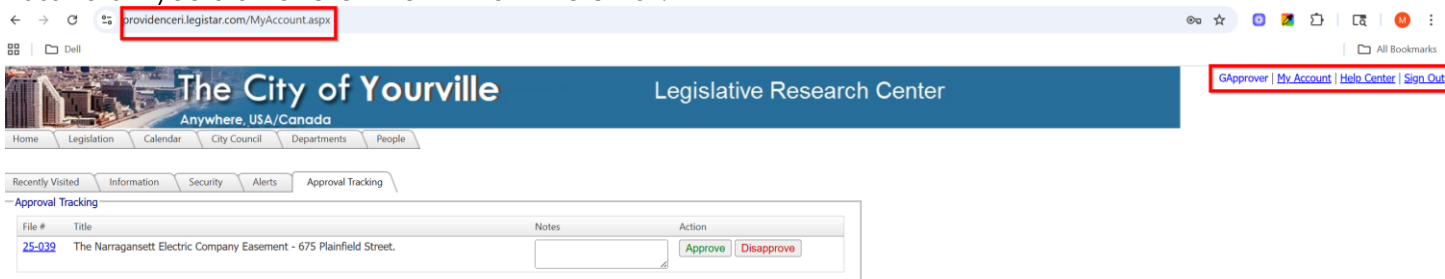 providenceri.legistar.com/MyAccount.aspx
M
Dell
All Bookmarks
The City of Yourville
Anywhere, USA/Canada
Legislative Research Center
GApprover | My Account | Help Center | Sign Out
Home Legislation Calendar City Council Departments People
Recently Visited Information Security Alerts Approval Tracking
Approval Tracking
File # Title Notes Action
25-039 The Narragansett Electric Company Easement - 675 Plainfield Street. Approve Disapprove